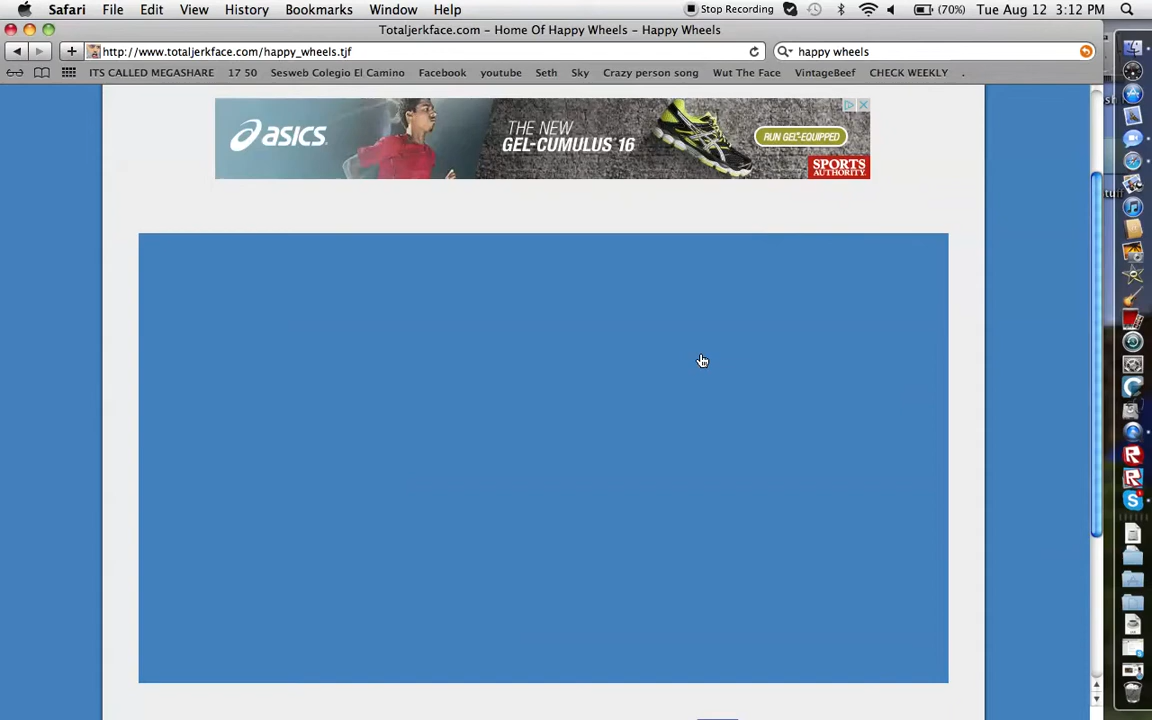 Safari File Edit View History Bookmarks Window Help Stop Recording (70%) Tue Aug 12 3:12 PM
Totaljerkface.com – Home Of Happy Wheels – Happy Wheels
http://www.totaljerkface.com/happy_wheels.tjf happy wheels
ITS CALLED MEGASHARE 17 50 Sesweb Colegio El Camino Facebook youtube Seth Sky Crazy person song Wut The Face VintageBeef CHECK WEEKLY .
asics
THE NEW
GEL-CUMULUS 16
RUN GEL-EQUIPPED
SPORTS
AUTHORITY